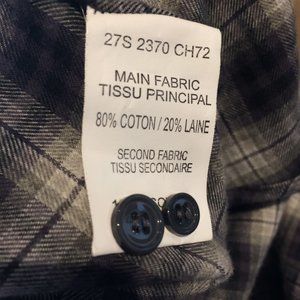 27S 2370 CH72
MAIN FABRIC
TISSU PRINCIPAL
80% COTON / 20% LAINE
SECOND FABRIC
TISSU SECONDAIRE